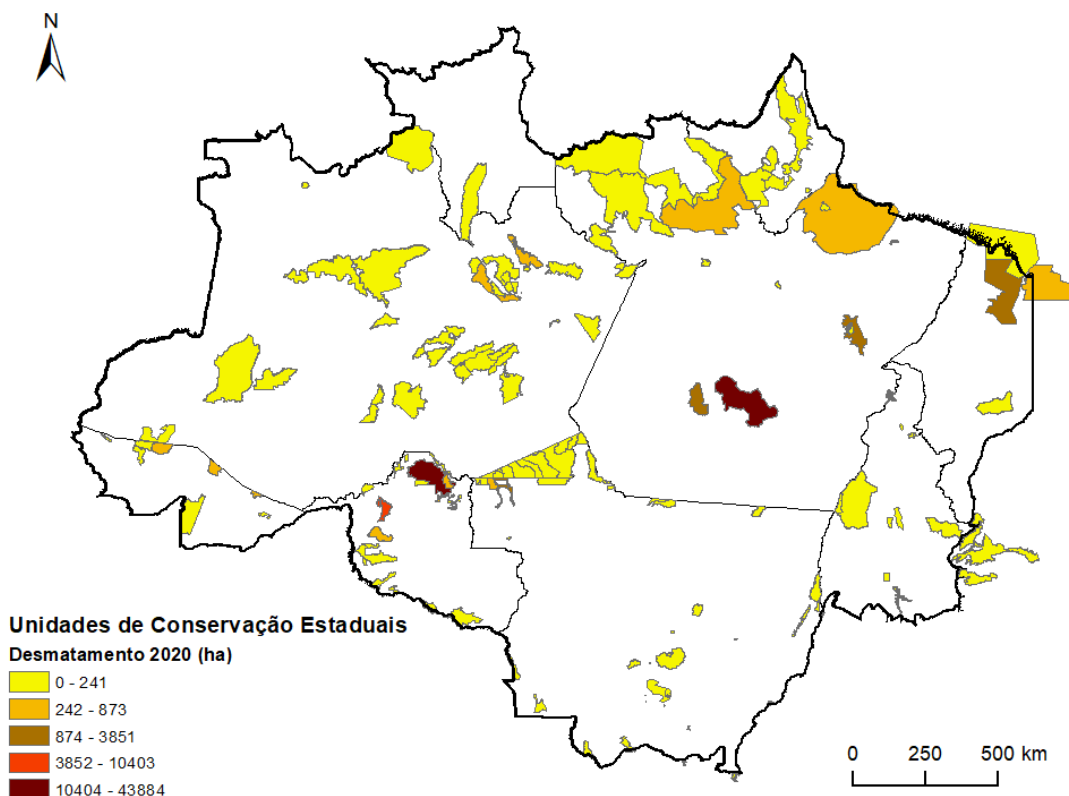 N
Unidades de Conservação Estaduais
Desmatamento 2020 (ha)
0 - 241
242 - 873
874 - 3851
3852 - 10403
10404 - 43884
0 250 500 km